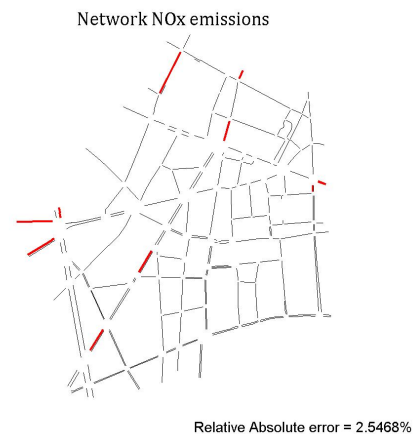 Network NOx emissions
Relative Absolute error = 2.5468%